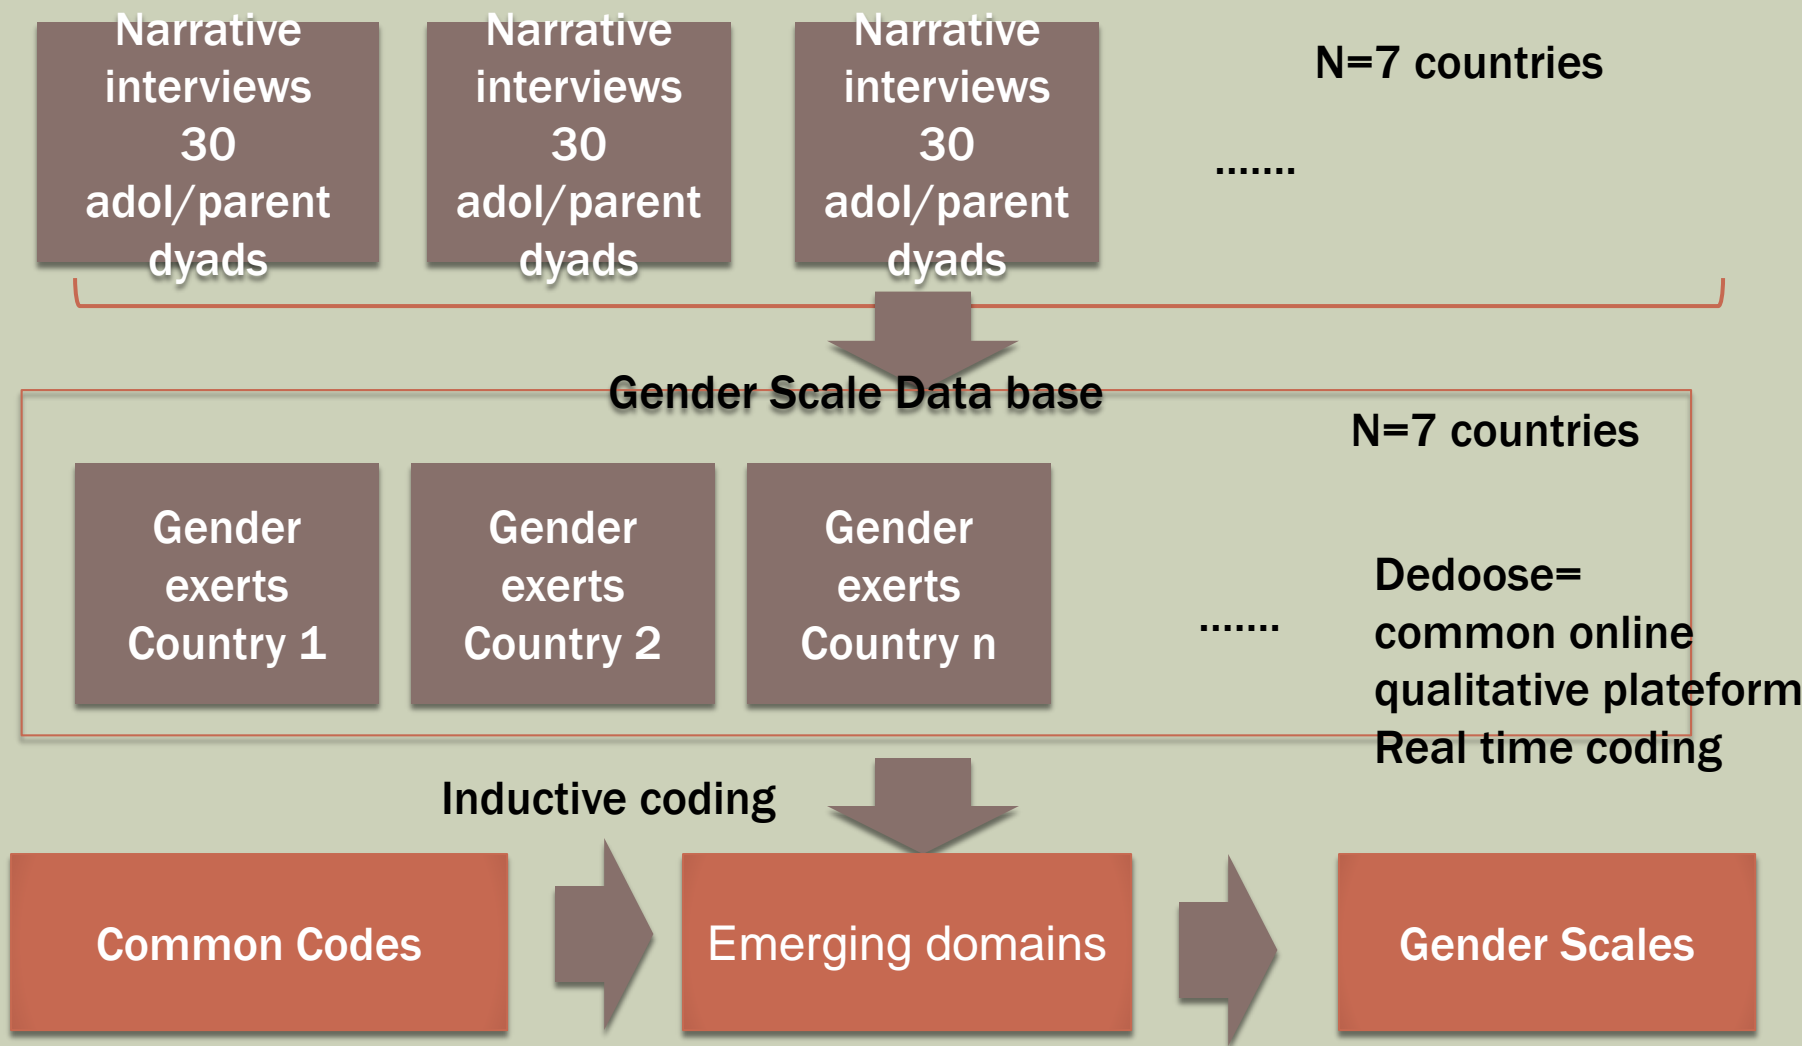 Narrative
interviews
30
adol/parent
dyads
Narrative
interviews
30
adol/parent
dyads
Narrative
interviews
30
adol/parent
dyads
N=7 countries
.......
Gender Scale Data base
N=7 countries
Gender
exerts
Country 1
Gender
exerts
Country 2
Gender
exerts
Country n
.......
Dedoose=
common online
qualitative plateform
Real time coding
Inductive coding
Common Codes
Emerging domains
Gender Scales